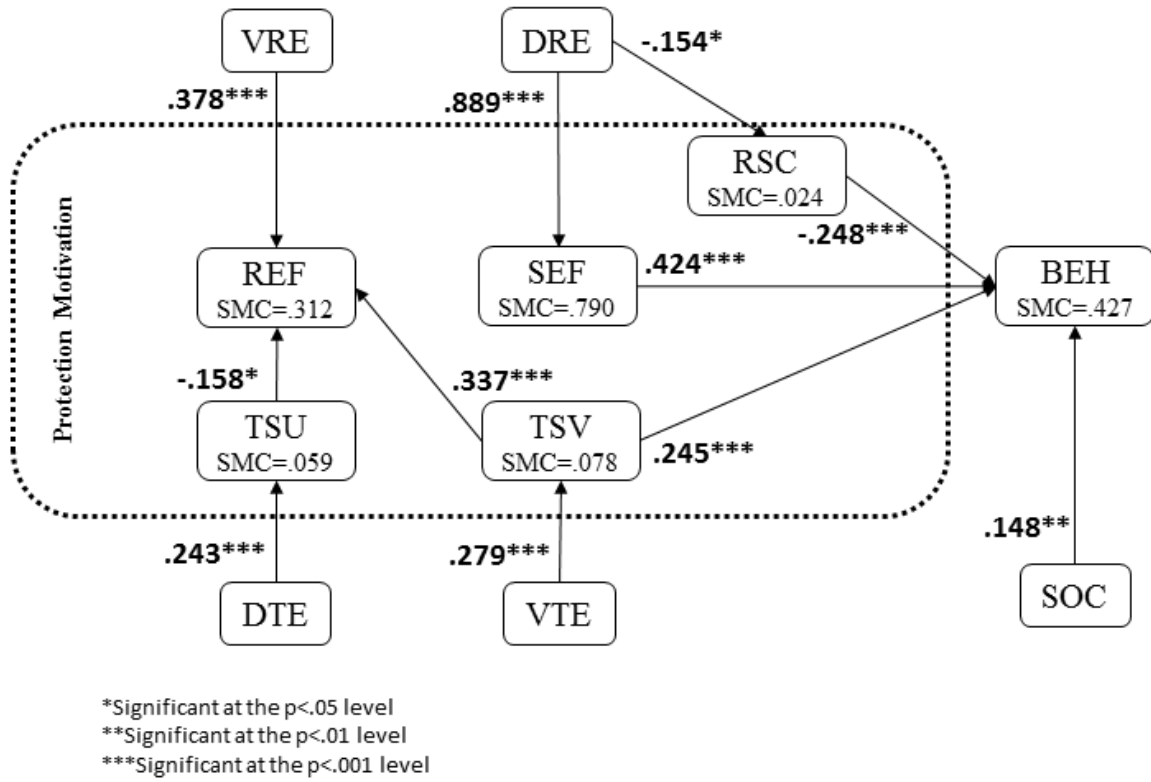 VRE
DRE
-.154*
.378***
.889***
RSC
SMC=.024
Protection Motivation
-.248***
REF
SMC=.312
SEF
SMC=.790
.424***
BEH
SMC=.427
-.158*
.337***
TSU
SMC=.059
TSV
SMC=.078
.245***
.243***
.279***
.148**
DTE
VTE
SOC
*Significant at the p<.05 level
**Significant at the p<.01 level
***Significant at the p<.001 level